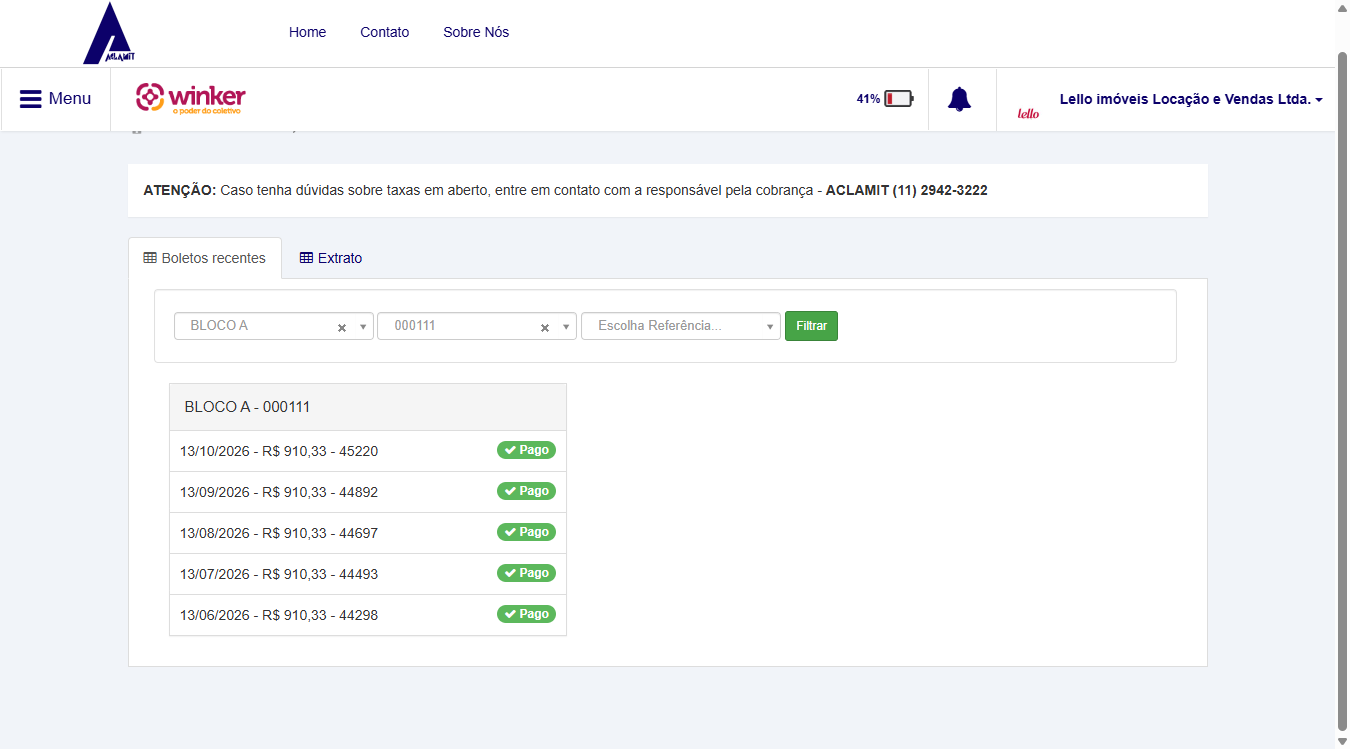 ACLAMIT
Home Contato Sobre Nós
Menu winker 41% Lello imóveis Locação e Vendas Ltda.
o poder do coletivo lello
ATENÇÃO: Caso tenha dúvidas sobre taxas em aberto, entre em contato com a responsável pela cobrança - ACLAMIT (11) 2942-3222
Boletos recentes Extrato
BLOCO A × 000111 × Escolha Referência... Filtrar
BLOCO A - 000111
13/10/2026 - R$ 910,33 - 45220 Pago
13/09/2026 - R$ 910,33 - 44892 Pago
13/08/2026 - R$ 910,33 - 44697 Pago
13/07/2026 - R$ 910,33 - 44493 Pago
13/06/2026 - R$ 910,33 - 44298 Pago